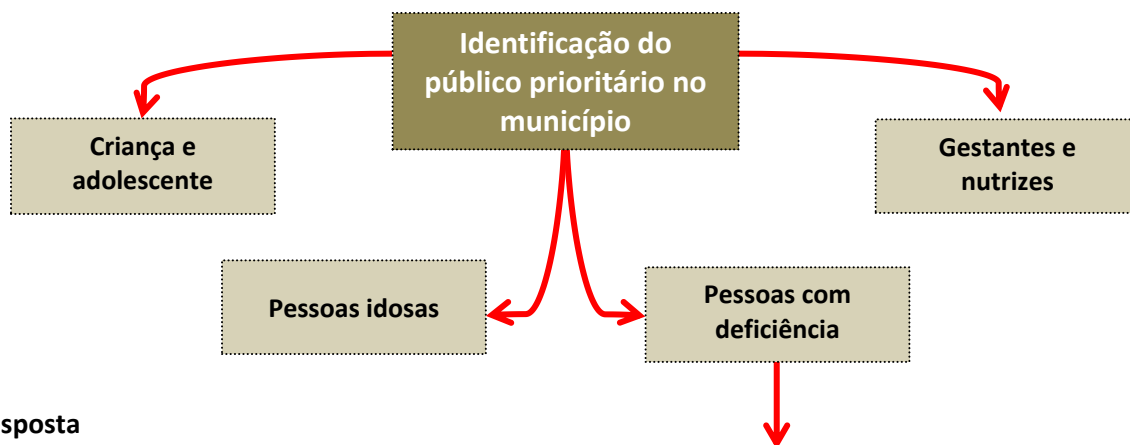 Identificação do
público prioritário no
município
Criança e
adolescente
Gestantes e
nutrizes
Pessoas idosas
Pessoas com
deficiência
sposta